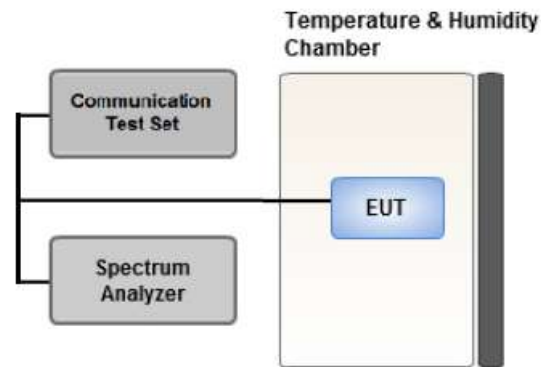 Temperature & Humidity
Chamber
Communication
Test Set
EUT
Spectrum
Analyzer